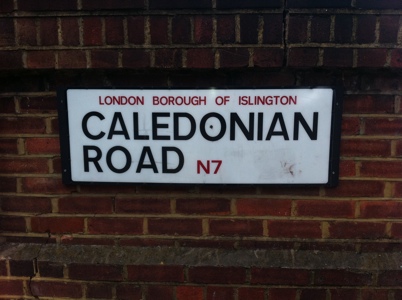 LONDON BOROUGH OF ISLINGTON
CALEDONIAN
ROAD N7